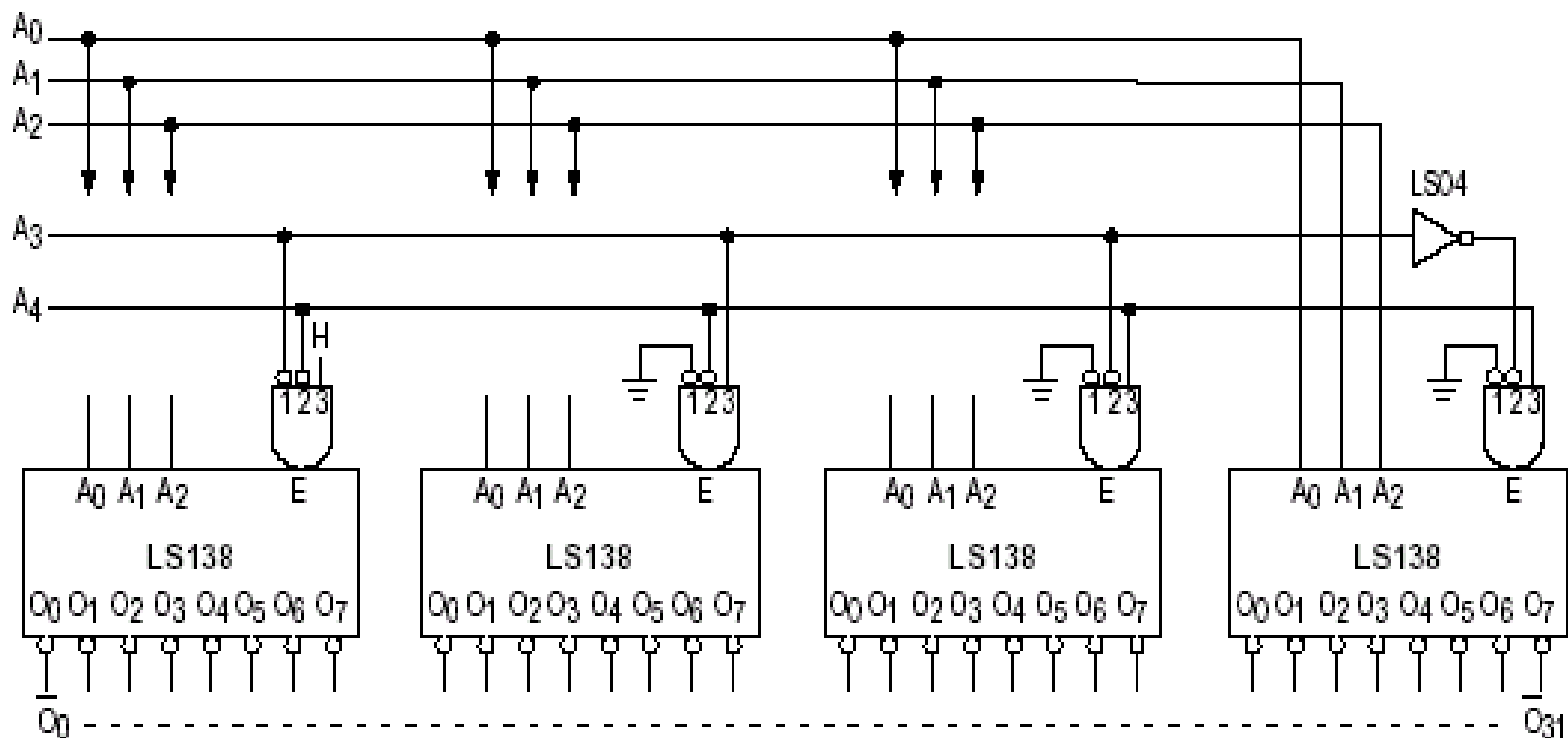 A0
A1
A2
LS04
A3
A4
H
123 123 123 123
A0 A1 A2 E A0 A1 A2 E A0 A1 A2 E A0 A1 A2 E
LS138 LS138 LS138 LS138
O0 O1 O2 O3 O4 O5 O6 O7 O0 O1 O2 O3 O4 O5 O6 O7 O0 O1 O2 O3 O4 O5 O6 O7 O0 O1 O2 O3 O4 O5 O6 O7
O̅0 O̅31